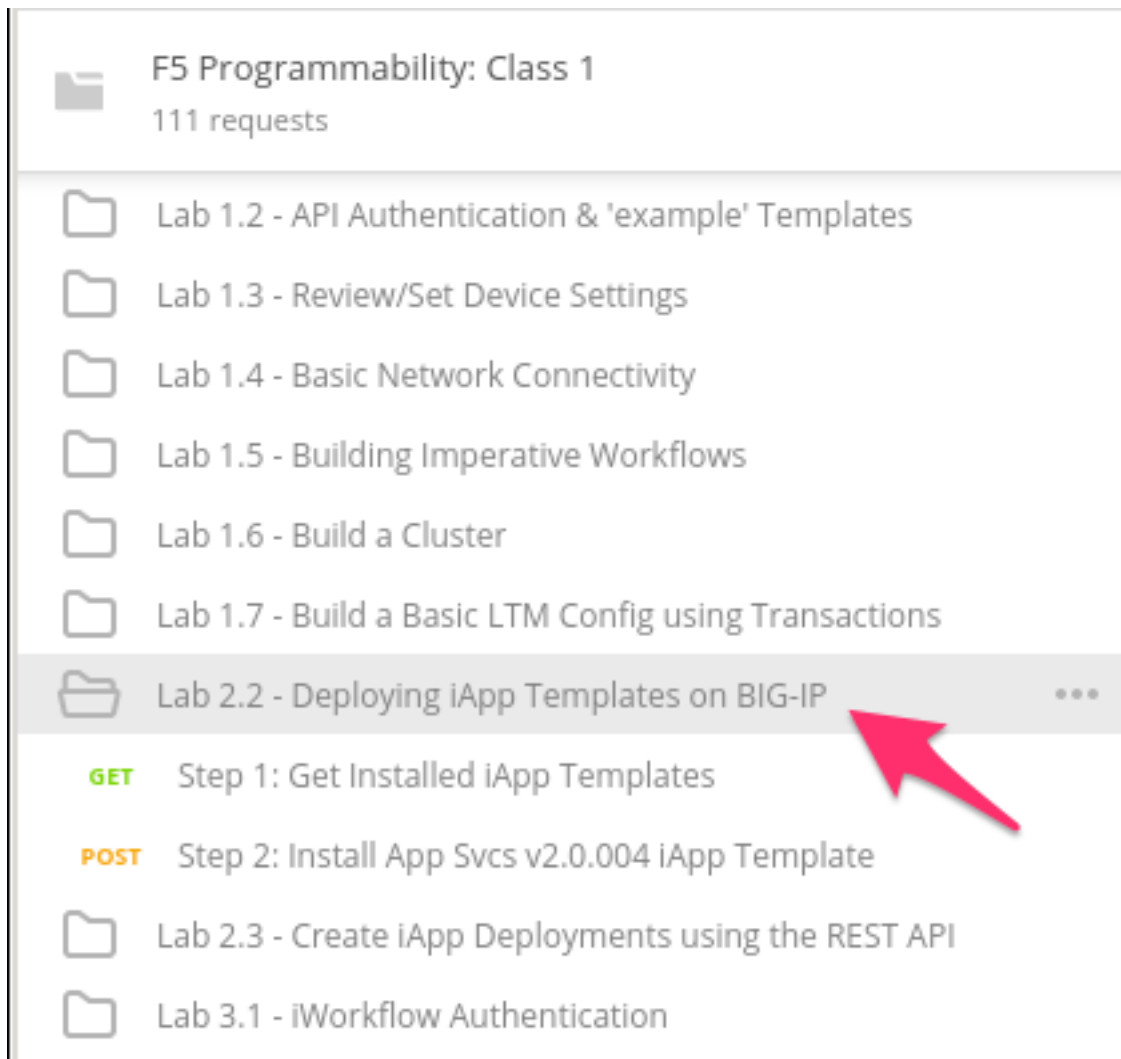 F5 Programmability: Class 1
111 requests
Lab 1.2 - API Authentication & 'example' Templates
Lab 1.3 - Review/Set Device Settings
Lab 1.4 - Basic Network Connectivity
Lab 1.5 - Building Imperative Workflows
Lab 1.6 - Build a Cluster
Lab 1.7 - Build a Basic LTM Config using Transactions
Lab 2.2 - Deploying iApp Templates on BIG-IP
GET Step 1: Get Installed iApp Templates
POST Step 2: Install App Svcs v2.0.004 iApp Template
Lab 2.3 - Create iApp Deployments using the REST API
Lab 3.1 - iWorkflow Authentication